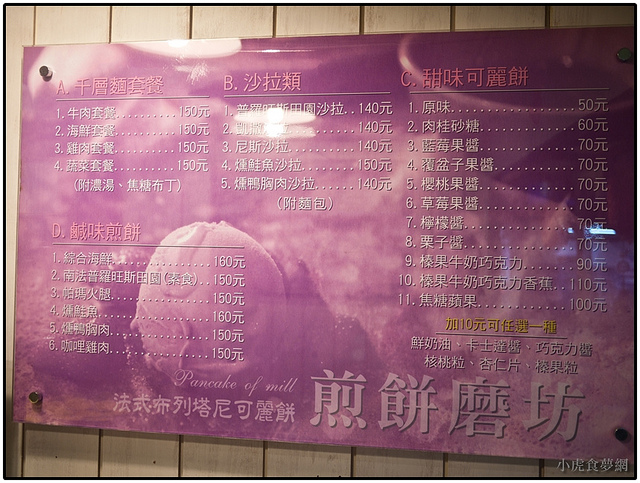 A. 千層麵套餐
1. 牛肉套餐..........150元
2. 海鮮套餐..........150元
3. 雞肉套餐..........150元
4. 蔬菜套餐..........150元
(附濃湯、焦糖布丁)
B. 沙拉類
1. 普羅旺斯田園沙拉..140元
2. 凱撒沙拉..........140元
3. 尼斯沙拉..........140元
4. 燻鮭魚沙拉........150元
5. 燻鴨胸肉沙拉......140元
(附麵包)
C. 甜味可麗餅
1. 原味..................50元
2. 肉桂砂糖..............60元
3. 藍莓果醬..............70元
4. 覆盆子果醬............70元
5. 櫻桃果醬..............70元
6. 草莓果醬..............70元
7. 檸檬醬................70元
8. 栗子醬................70元
9. 榛果牛奶巧克力.......90元
10. 榛果牛奶巧克力香蕉..110元
11. 焦糖蘋果............100元
加10元可任選一種
鮮奶油、卡士達醬、巧克力醬
核桃粒、杏仁片、榛果粒
D. 鹹味煎餅
1. 綜合海鮮..............160元
2. 南法普羅旺斯田園(素食)..150元
3. 帕瑪火腿..............150元
4. 燻鮭魚................160元
5. 燻鴨胸肉..............150元
6. 咖哩雞肉..............150元
Pancake of mill
法式布列塔尼可麗餅
煎餅磨坊
小虎食夢網